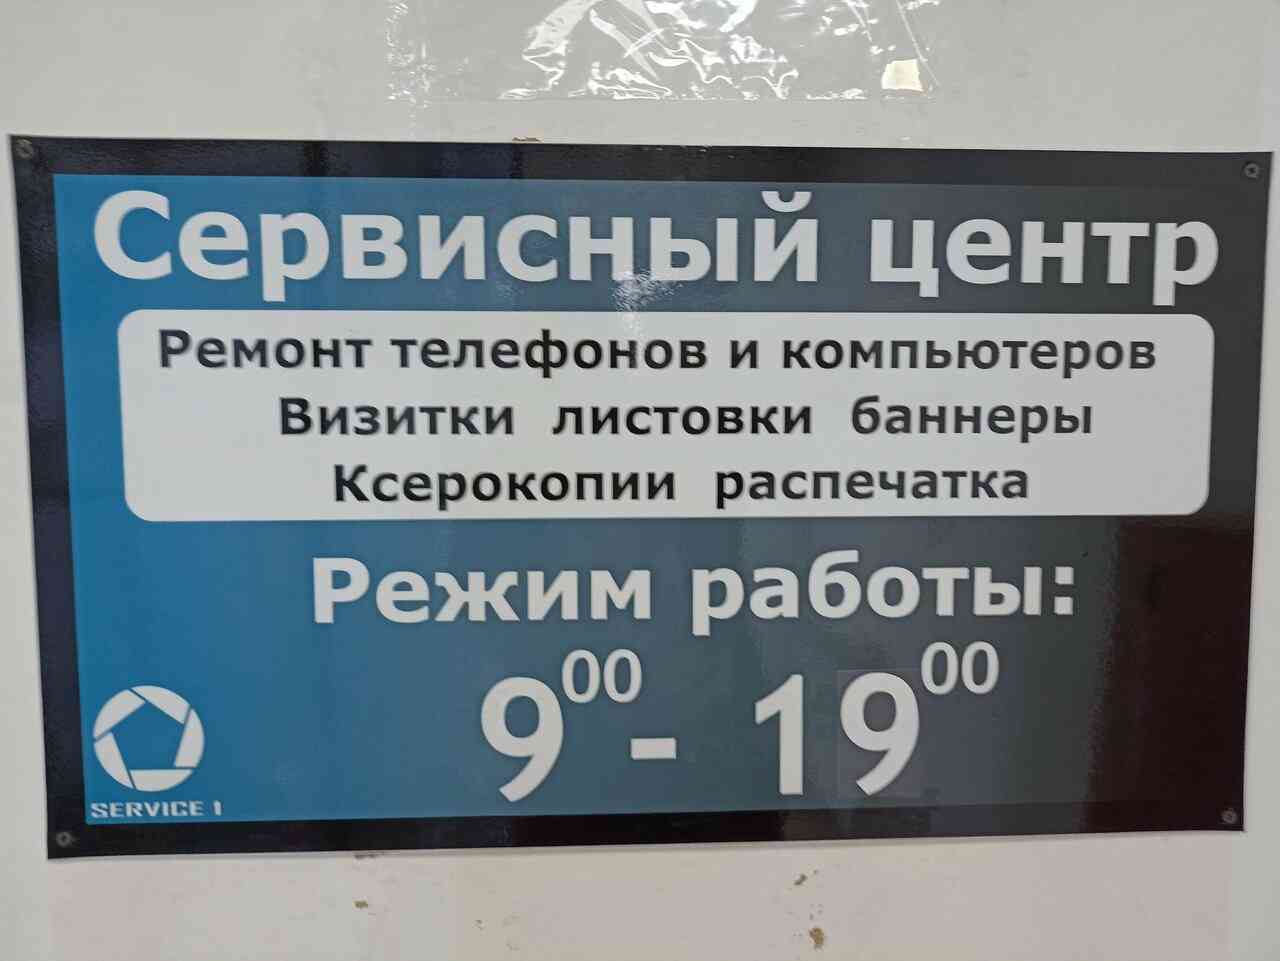 Сервисный центр
Ремонт телефонов и компьютеров
Визитки листовки баннеры
Ксерокопии распечатка
Режим работы:
9⁰⁰ - 19⁰⁰
SERVICE 1